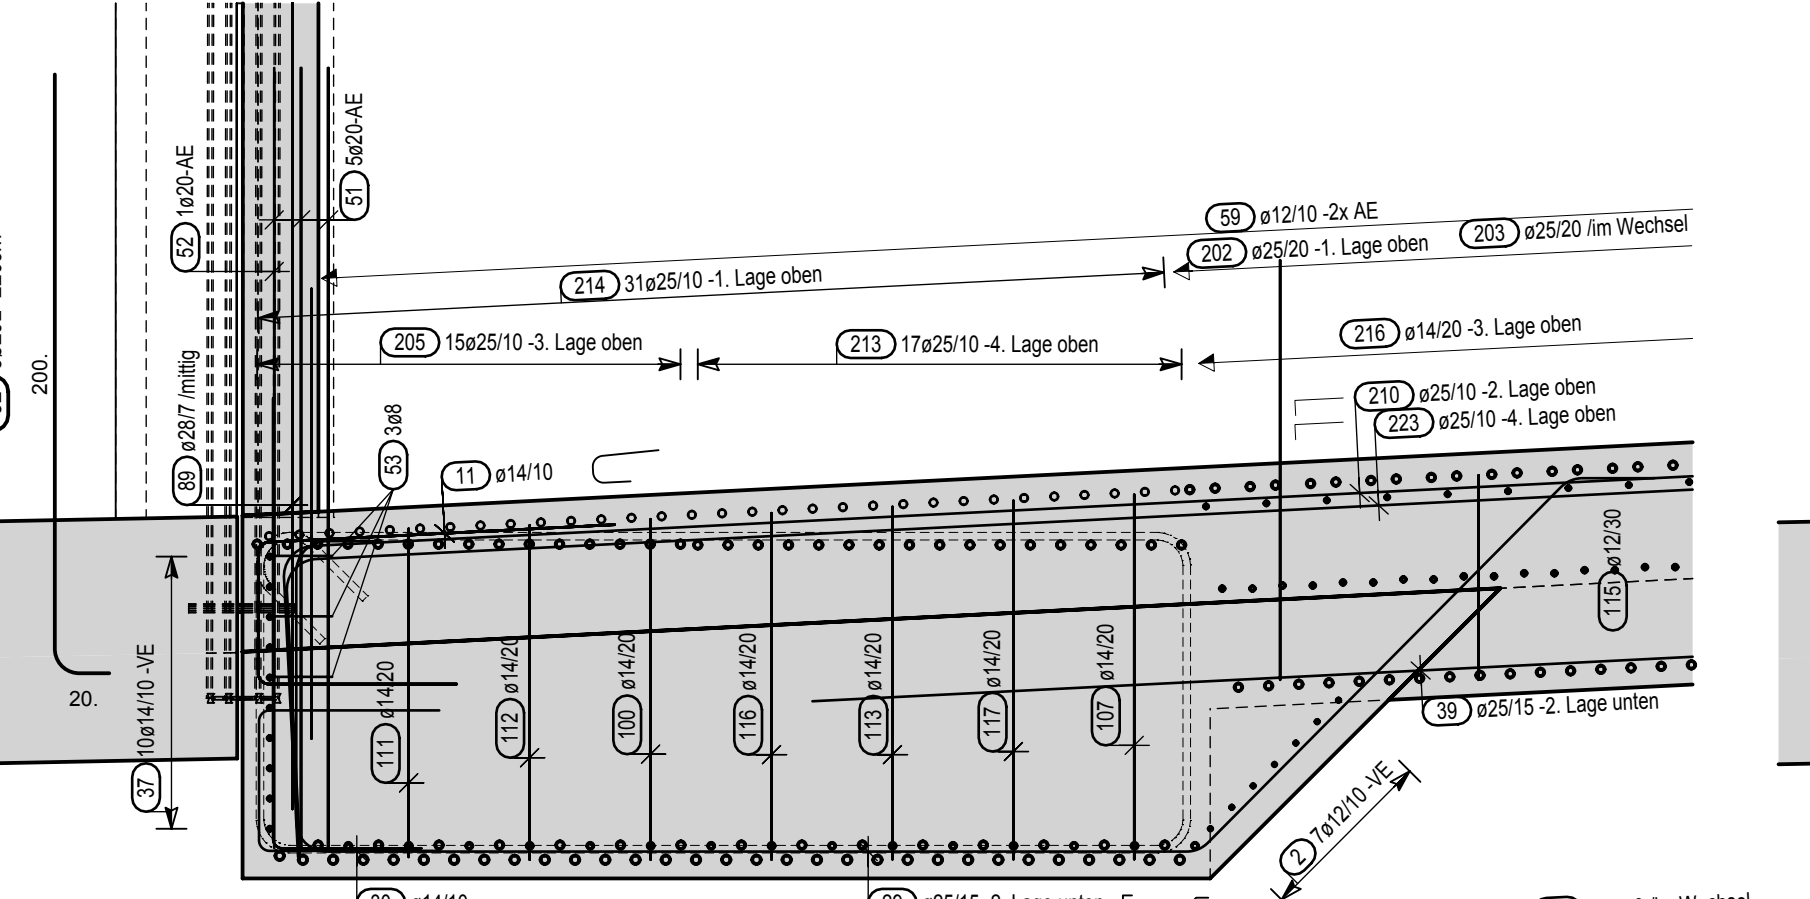 51 5ø20-AE
52 1ø20-AE
59 ø12/10 -2x AE
203 ø25/20 /im Wechsel
202 ø25/20 -1. Lage oben
214 31ø25/10 -1. Lage oben
205 15ø25/10 -3. Lage oben
213 17ø25/10 -4. Lage oben
216 ø14/20 -3. Lage oben
200.
89 ø28/7 /mittig
210 ø25/10 -2. Lage oben
223 ø25/10 -4. Lage oben
53 3ø8
11 ø14/10
115 ø12/30
20.
37 10ø14/10 -VE
111 ø14/20
112 ø14/20
100 ø14/20
116 ø14/20
113 ø14/20
117 ø14/20
107 ø14/20
39 ø25/15 -2. Lage unten
2 7ø12/10 -VE